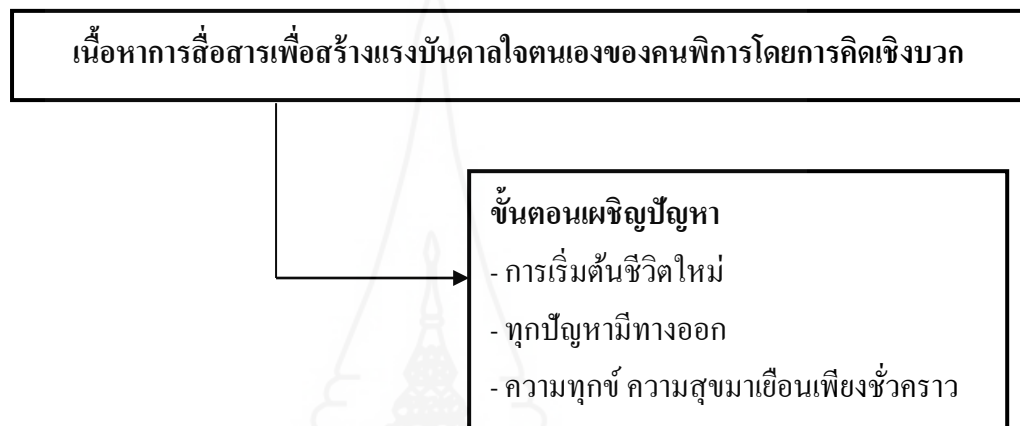 เนื้อหาการสื่อสารเพื่อสร้างแรงบันดาลใจตนเองของคนพิการโดยการคิดเชิงบวก
ขั้นตอนเผชิญปัญหา
- การเริ่มต้นชีวิตใหม่
- ทุกปัญหามีทางออก
- ความทุกข์ ความสุขมาเยือนเพียงชั่วคราว